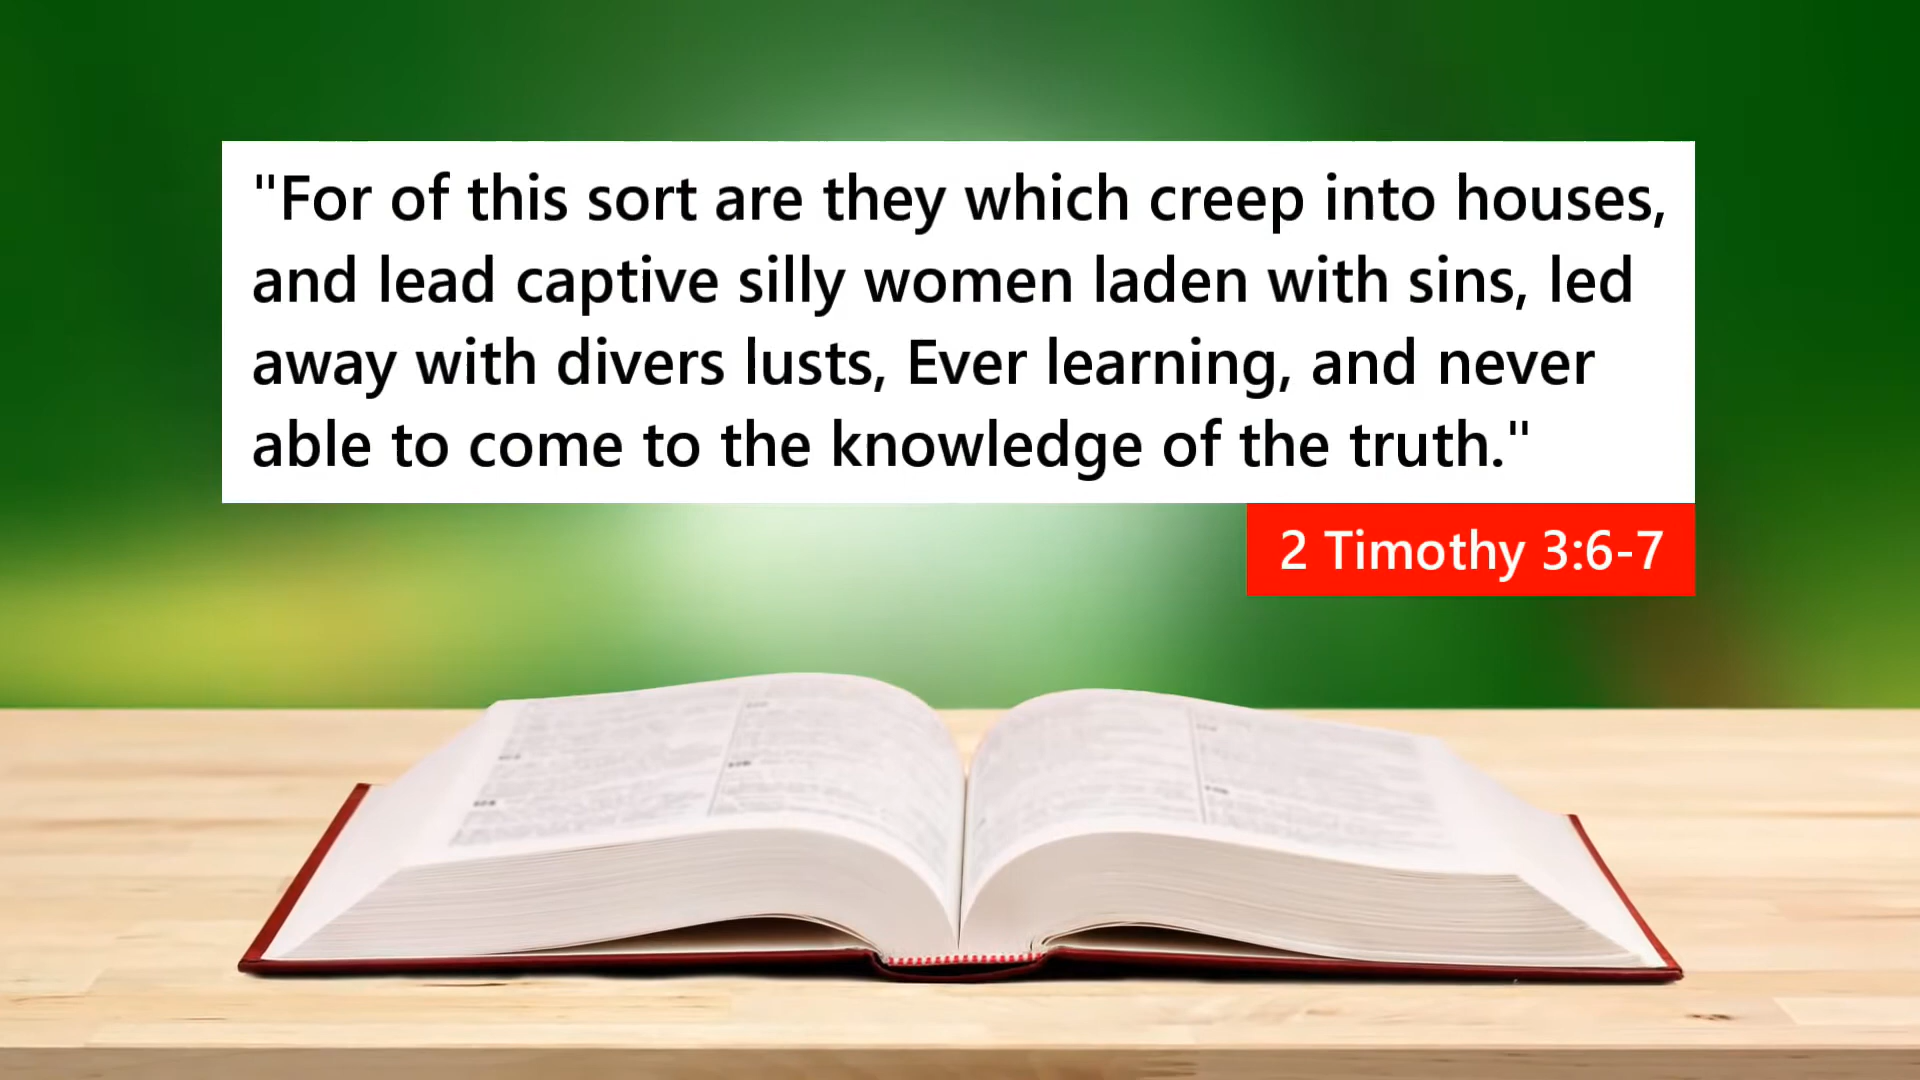 "For of this sort are they which creep into houses,
and lead captive silly women laden with sins, led
away with divers lusts, Ever learning, and never
able to come to the knowledge of the truth."
2 Timothy 3:6-7